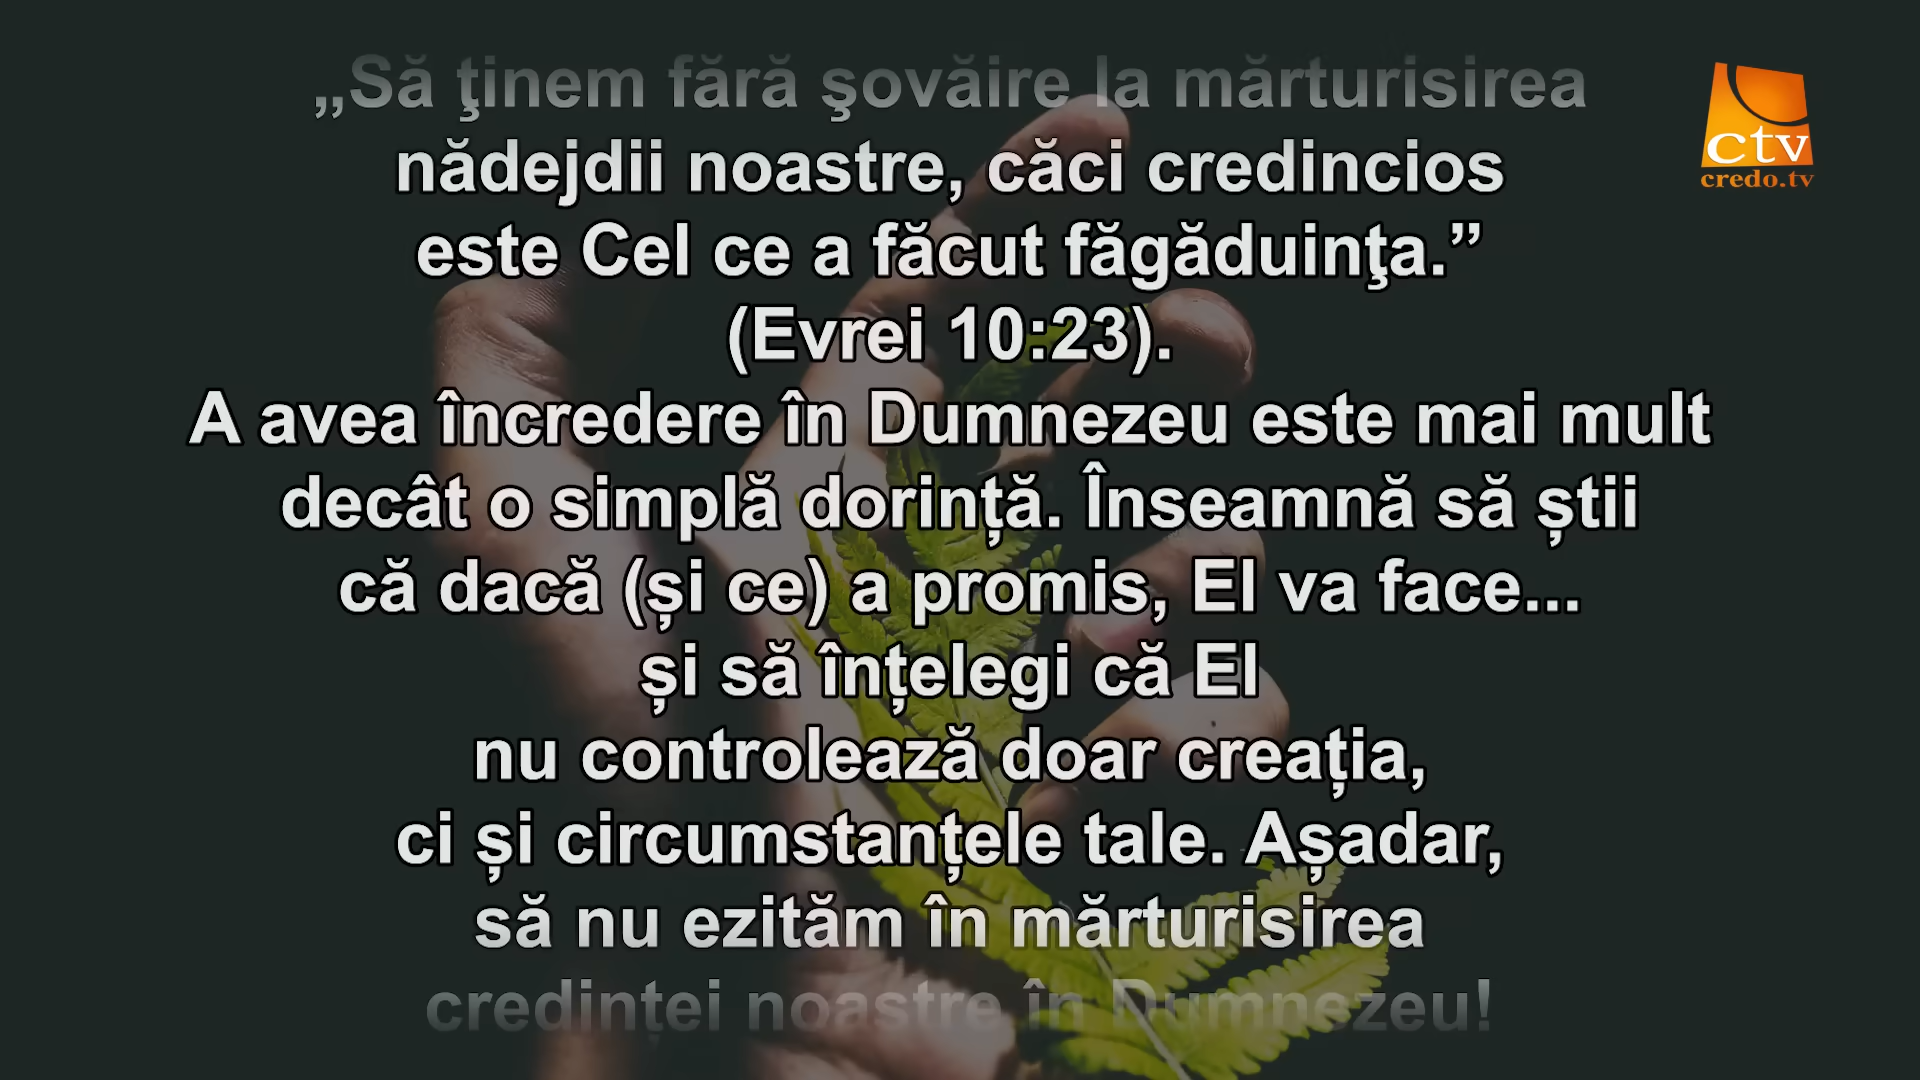 „Să ţinem fără şovăire la mărturisirea
nădejdii noastre, căci credincios
este Cel ce a făcut făgăduinţa.”
(Evrei 10:23).
A avea încredere în Dumnezeu este mai mult
decât o simplă dorință. Înseamnă să știi
că dacă (și ce) a promis, El va face...
și să înțelegi că El
nu controlează doar creația,
ci și circumstanțele tale. Așadar,
să nu ezităm în mărturisirea
credinței noastre în Dumnezeu!
ctv
credo.tv